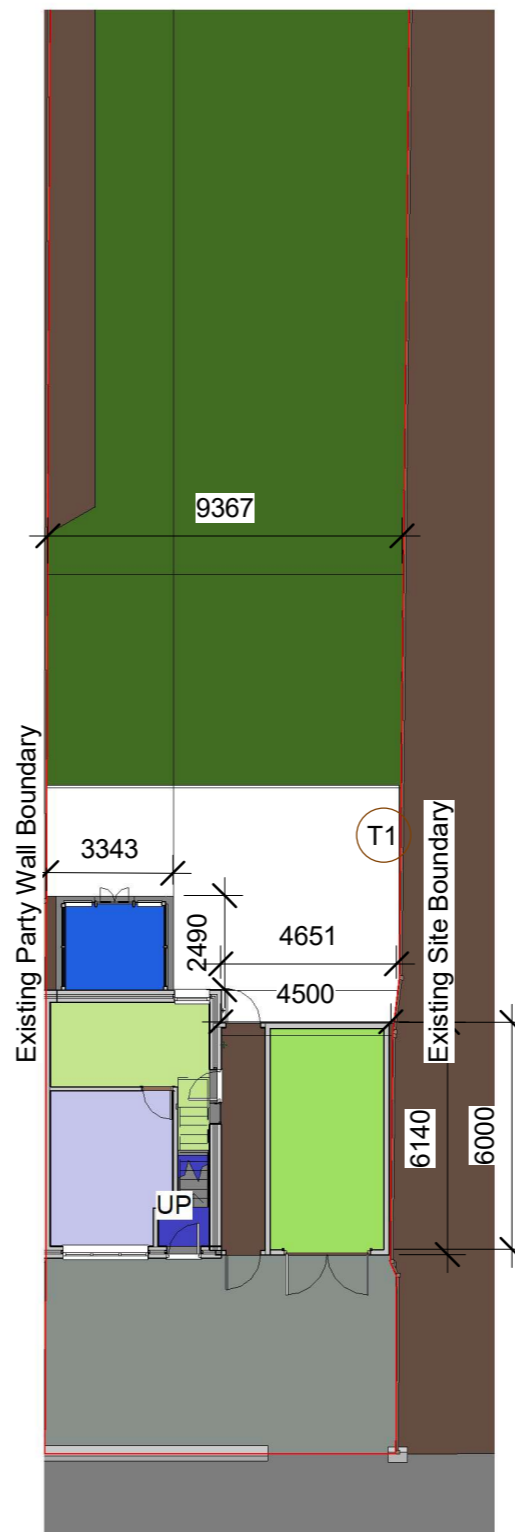 9367
Existing Party Wall Boundary
T1
3343
2490
4651
4500
Existing Site Boundary
6140
6000
UP